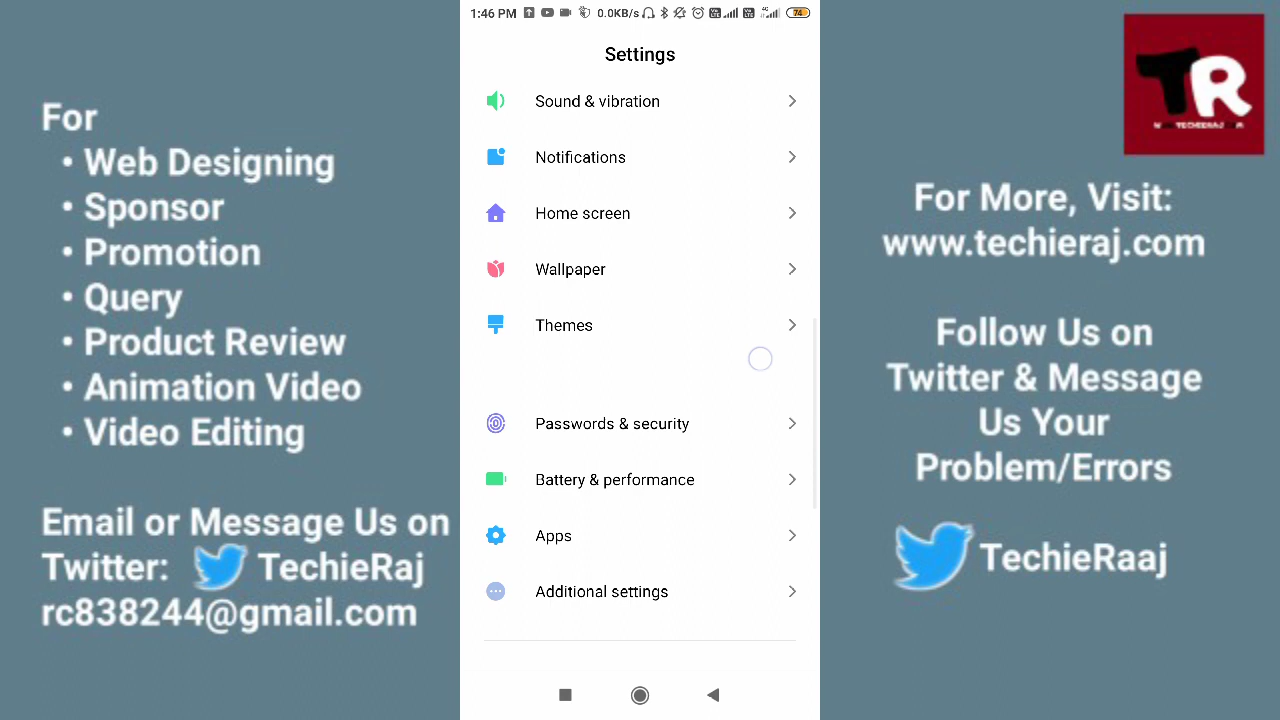 For
• Web Designing
• Sponsor
• Promotion
• Query
• Product Review
• Animation Video
• Video Editing
Email or Message Us on
Twitter: TechieRaj
rc838244@gmail.com
1:46 PM 0.0KB/s 4G 74
Settings
Sound & vibration
Notifications
Home screen
Wallpaper
Themes
Passwords & security
Battery & performance
Apps
Additional settings
TR
For More, Visit:
www.techieraj.com
Follow Us on
Twitter & Message
Us Your
Problem/Errors
TechieRaaj